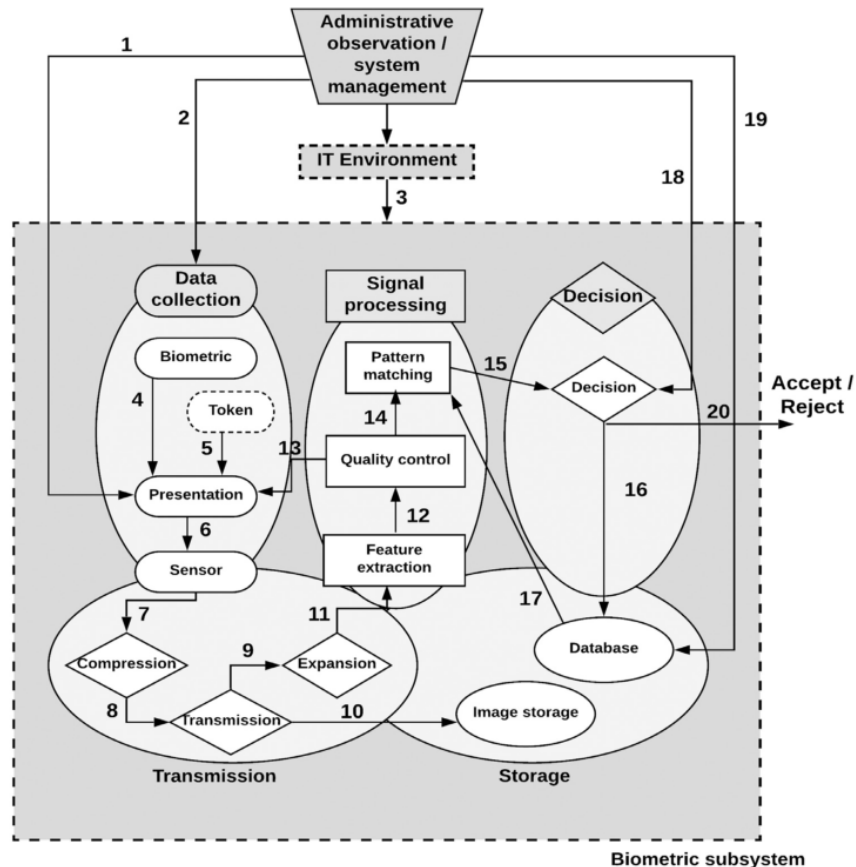 Administrative
observation /
system
management
1
2
19
IT Environment
3
18
Data
collection
Signal
processing
Decision
Biometric
Pattern
matching
15
Decision
Accept /
Reject
4
Token
14
20
5
13
Quality control
Presentation
16
6
12
Sensor
Feature
extraction
7
11
17
9
Database
Compression
Expansion
8
Transmission
10
Image storage
Transmission
Storage
Biometric subsystem